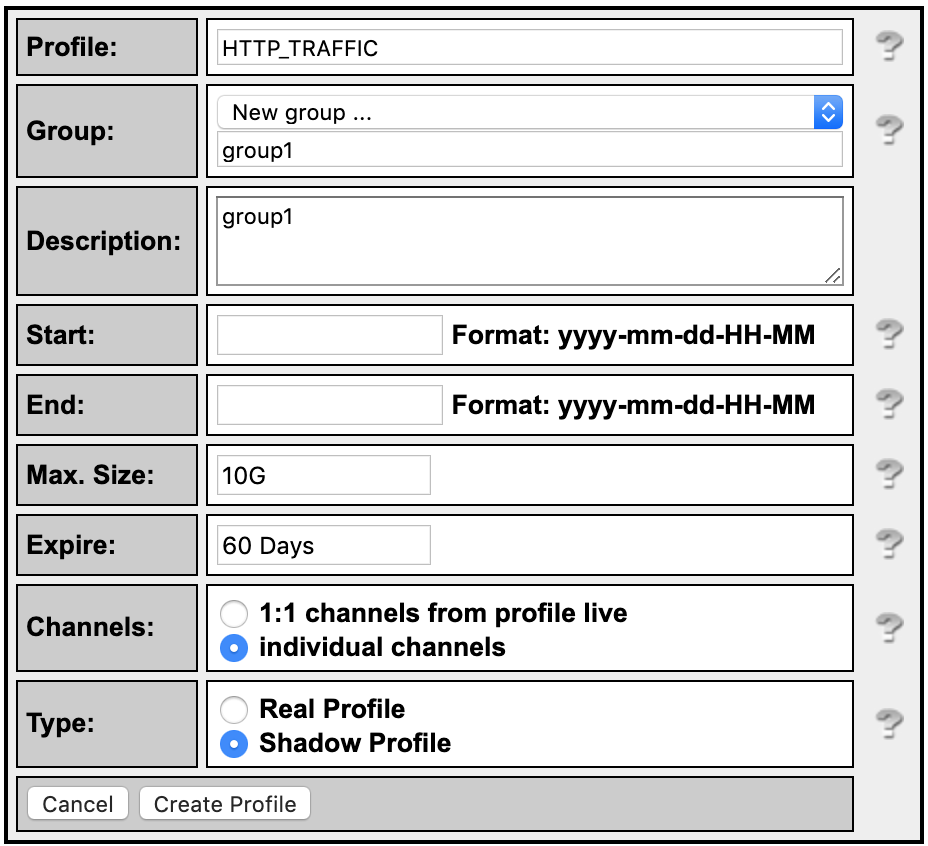 Profile:
HTTP_TRAFFIC
?
Group:
New group ...
group1
?
Description:
group1
Start:
Format: yyyy-mm-dd-HH-MM
?
End:
Format: yyyy-mm-dd-HH-MM
?
Max. Size:
10G
?
Expire:
60 Days
?
Channels:
1:1 channels from profile live
individual channels
?
Type:
Real Profile
Shadow Profile
?
Cancel Create Profile